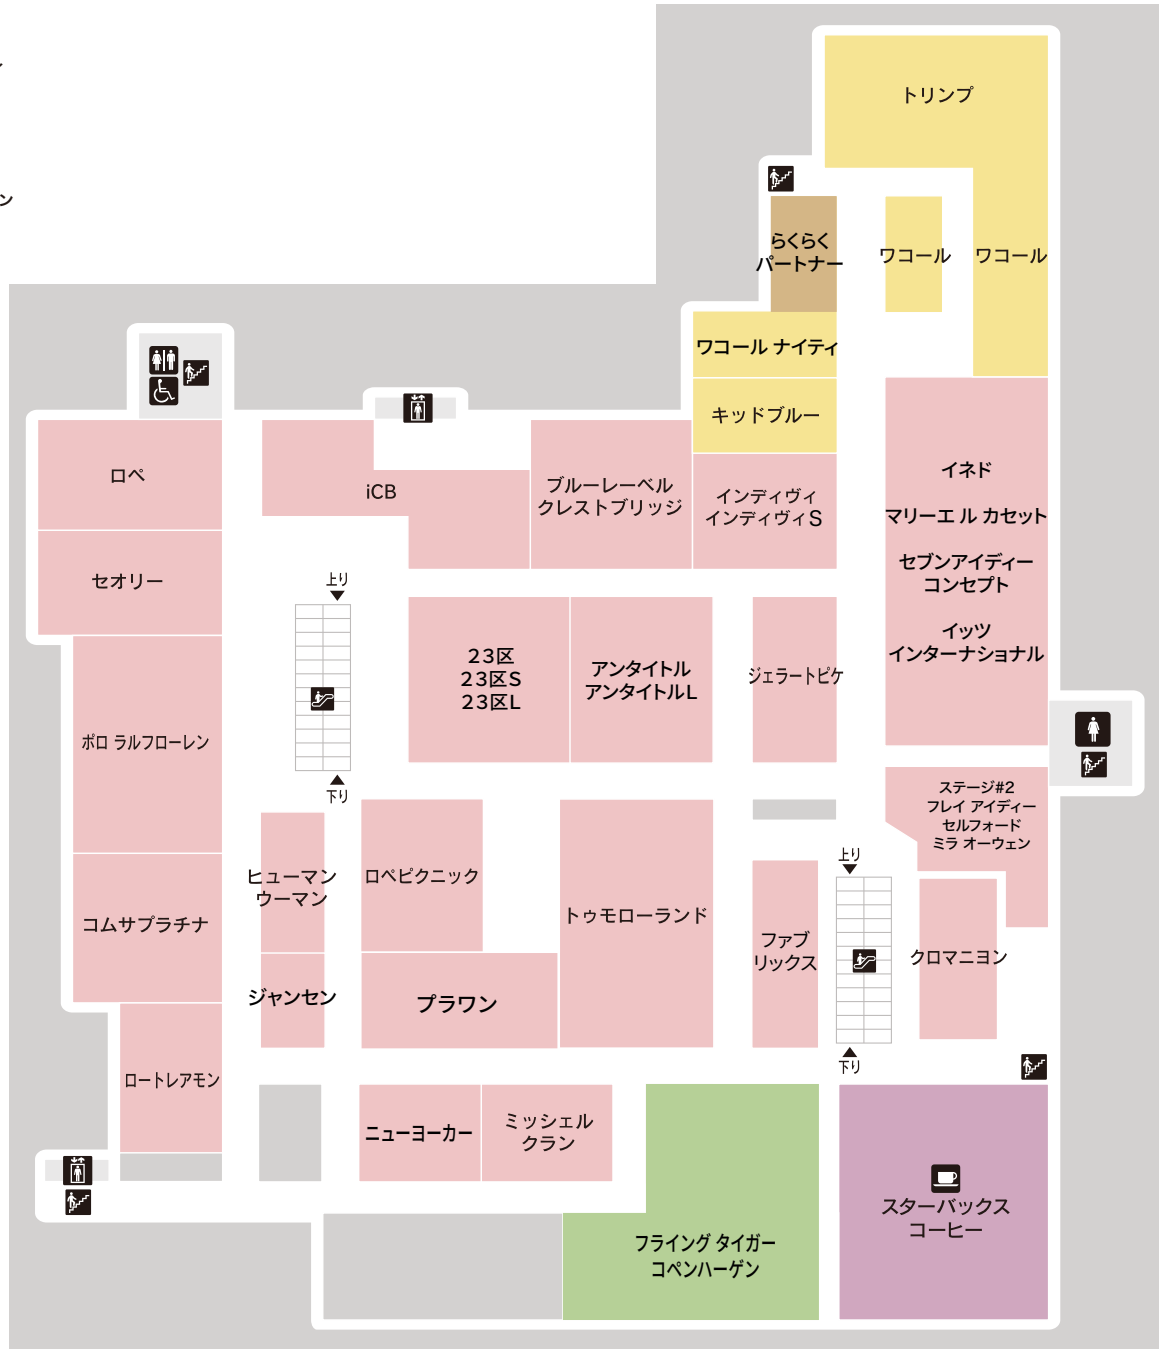 ン
トリンプ
らくらく
パートナー
ワコール
ワコール
ワコール ナイティ
キッドブルー
ロペ
iCB
ブルーレーベル
クレストブリッジ
インディヴィ
インディヴィS
イネド
マリーエ ル カセット
セブンアイディー
コンセプト
イッツ
インターナショナル
セオリー
上り
23区
23区S
23区L
アンタイトル
アンタイトルL
ジェラートピケ
ポロ ラルフローレン
下り
ステージ#2
フレイ アイディー
セルフォード
ミラ オーウェン
ヒューマン
ウーマン
ロペピクニック
トゥモローランド
上り
コムサプラチナ
ファブ
リックス
クロマニヨン
ジャンセン
プラワン
下り
ロートレアモン
ニューヨーカー
ミッシェル
クラン
フライング タイガー
コペンハーゲン
スターバックス
コーヒー